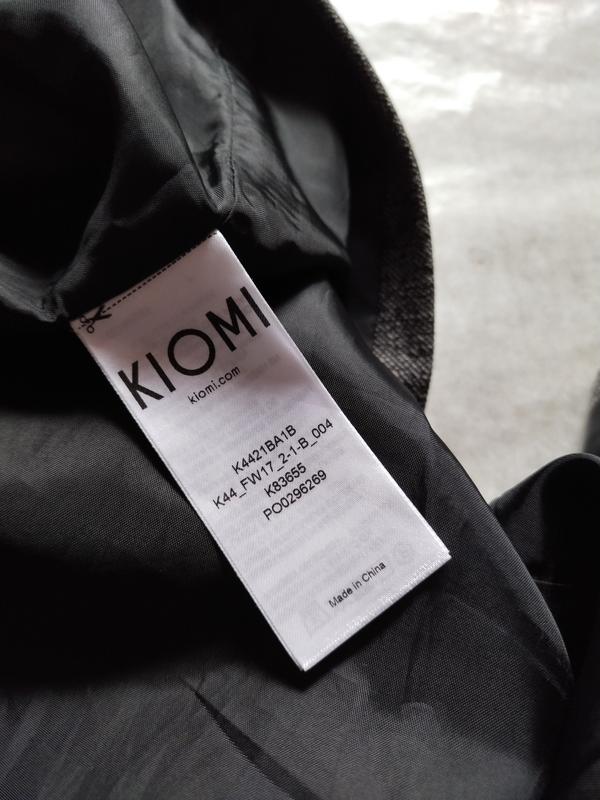 KIOMI
kiomi.com
K4421BA1B
K44_FW17_2-1-B_004
K83655
PO0296269
Made in China